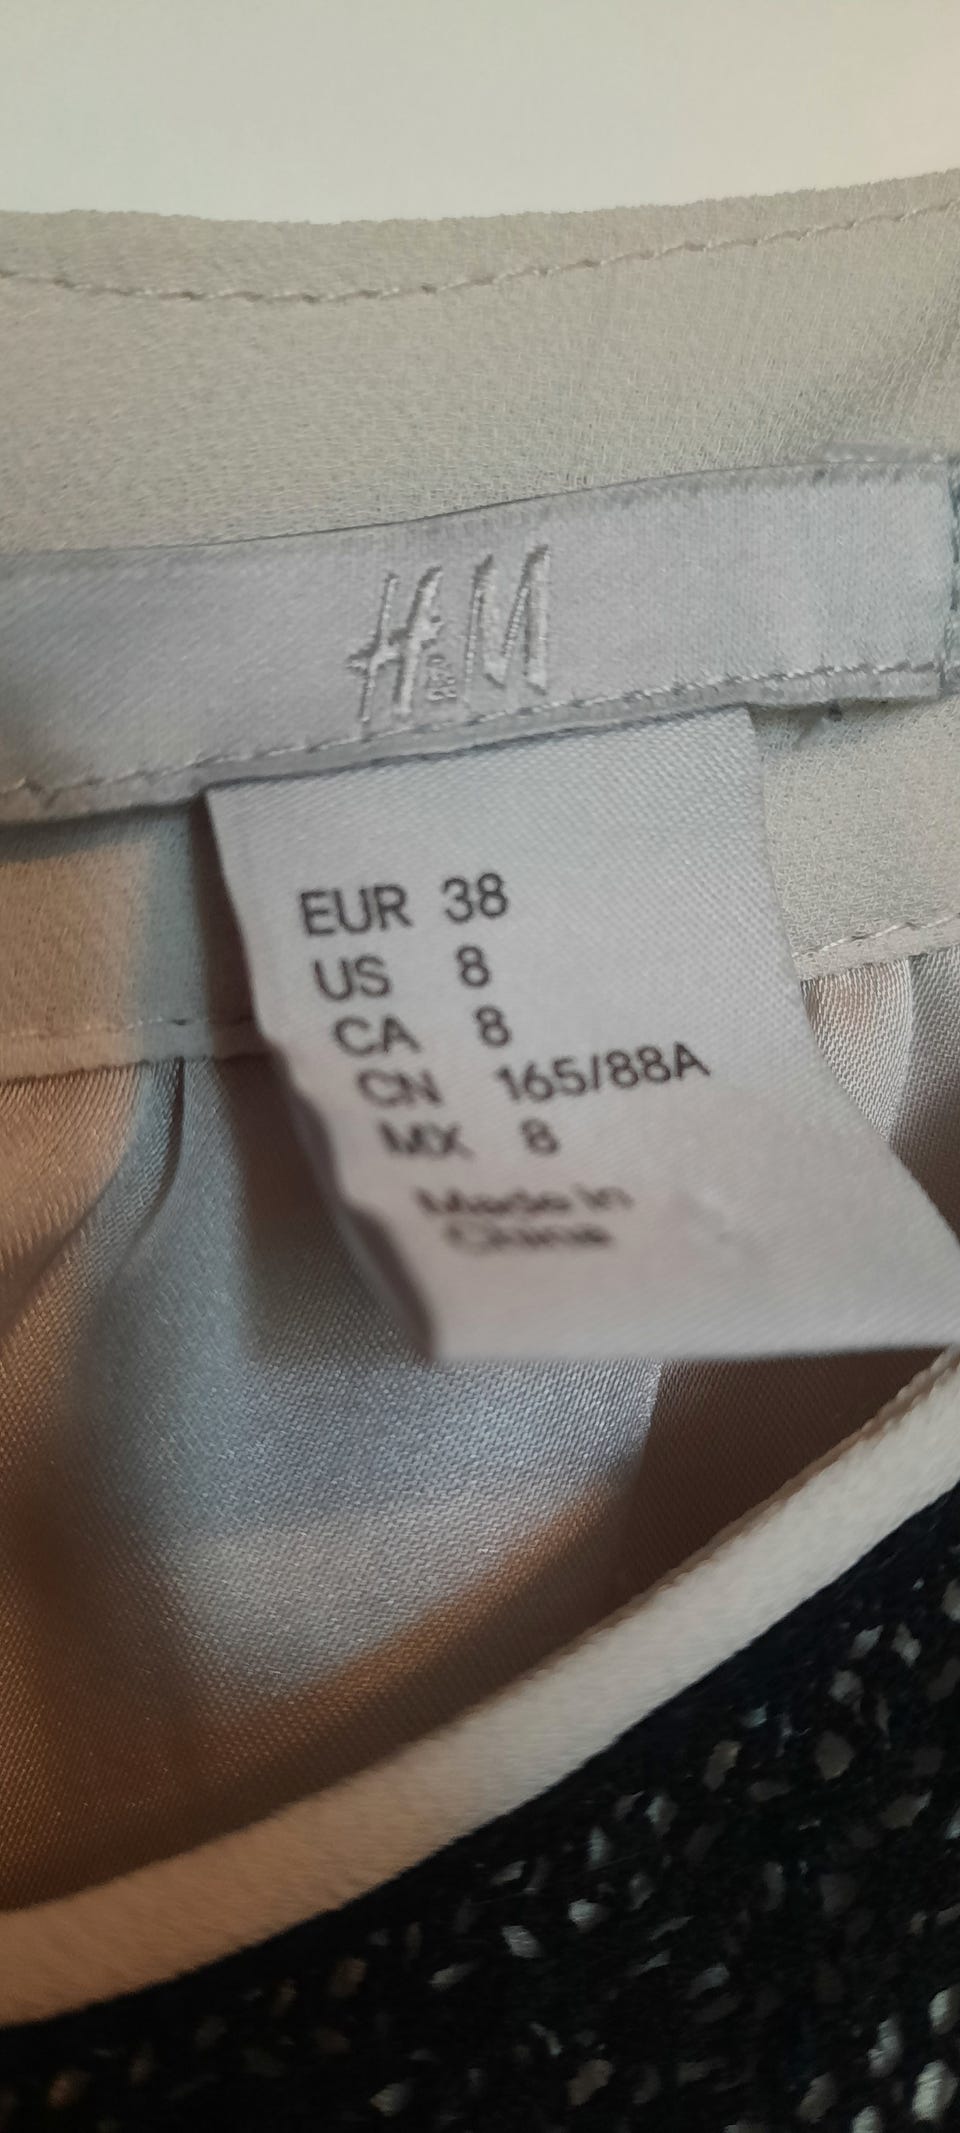 H&M
EUR 38
US 8
CA 8
CN 165/88A
MX 8
Made in
China